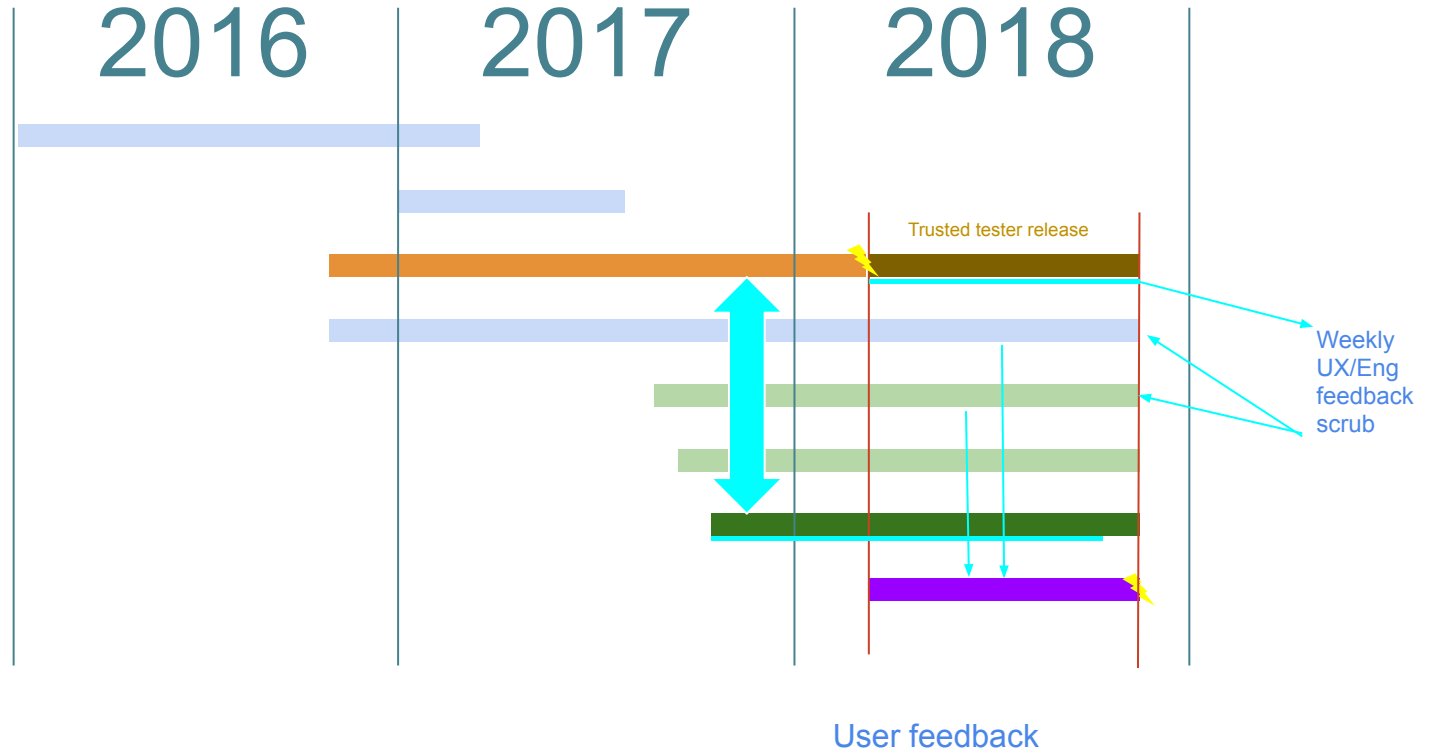 2016 2017 2018
Trusted tester release
Weekly
UX/Eng
feedback
scrub
User feedback